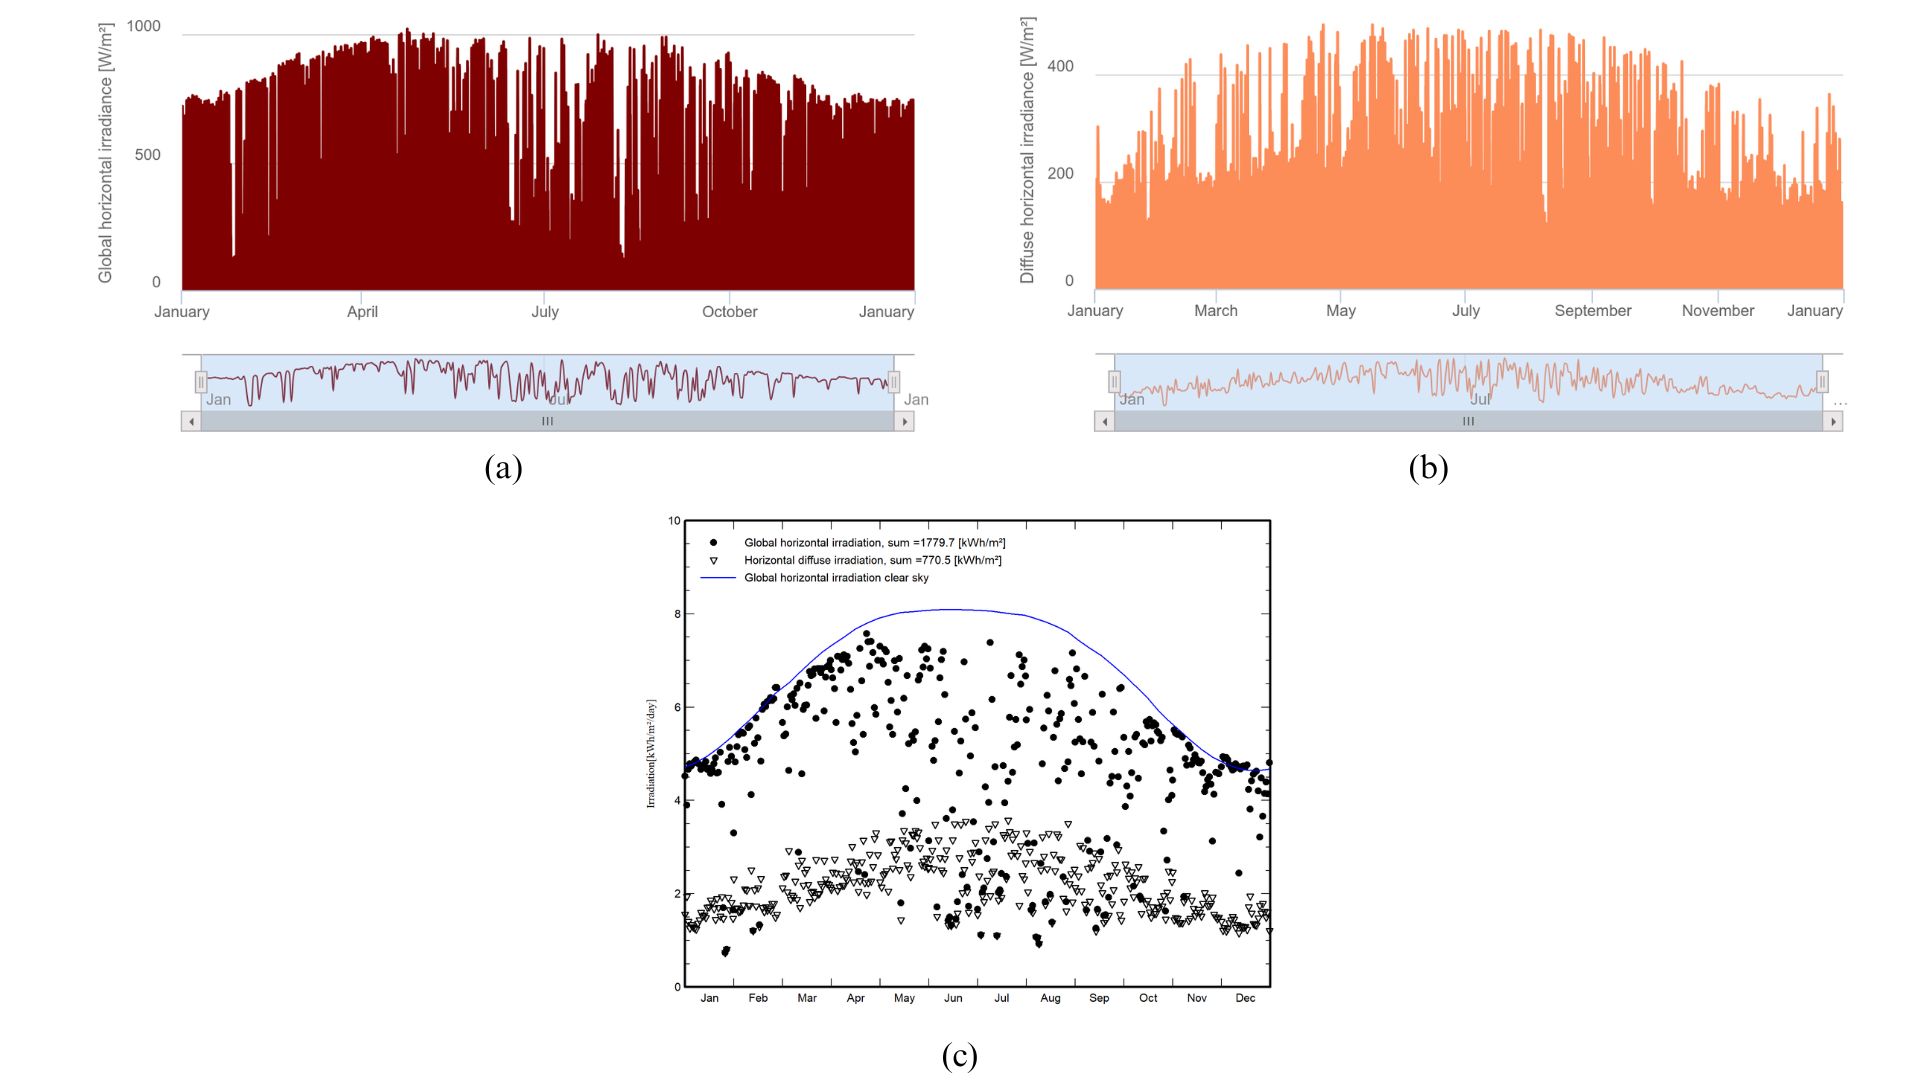 Global horizontal irradiance [W/m²]
1000
500
0
January April July October January
Jan Jul Jan
(a)
Diffuse horizontal irradiance [W/m²]
400
200
0
January March May July September November January
Jan Jul ...
(b)
Irradiation[kWh/m²/day]
10
8
6
4
2
0
Global horizontal irradiation, sum =1779.7 [kWh/m²]
Horizontal diffuse irradiation, sum =770.5 [kWh/m²]
Global horizontal irradiation clear sky
Jan Feb Mar Apr May Jun Jul Aug Sep Oct Nov Dec
(c)